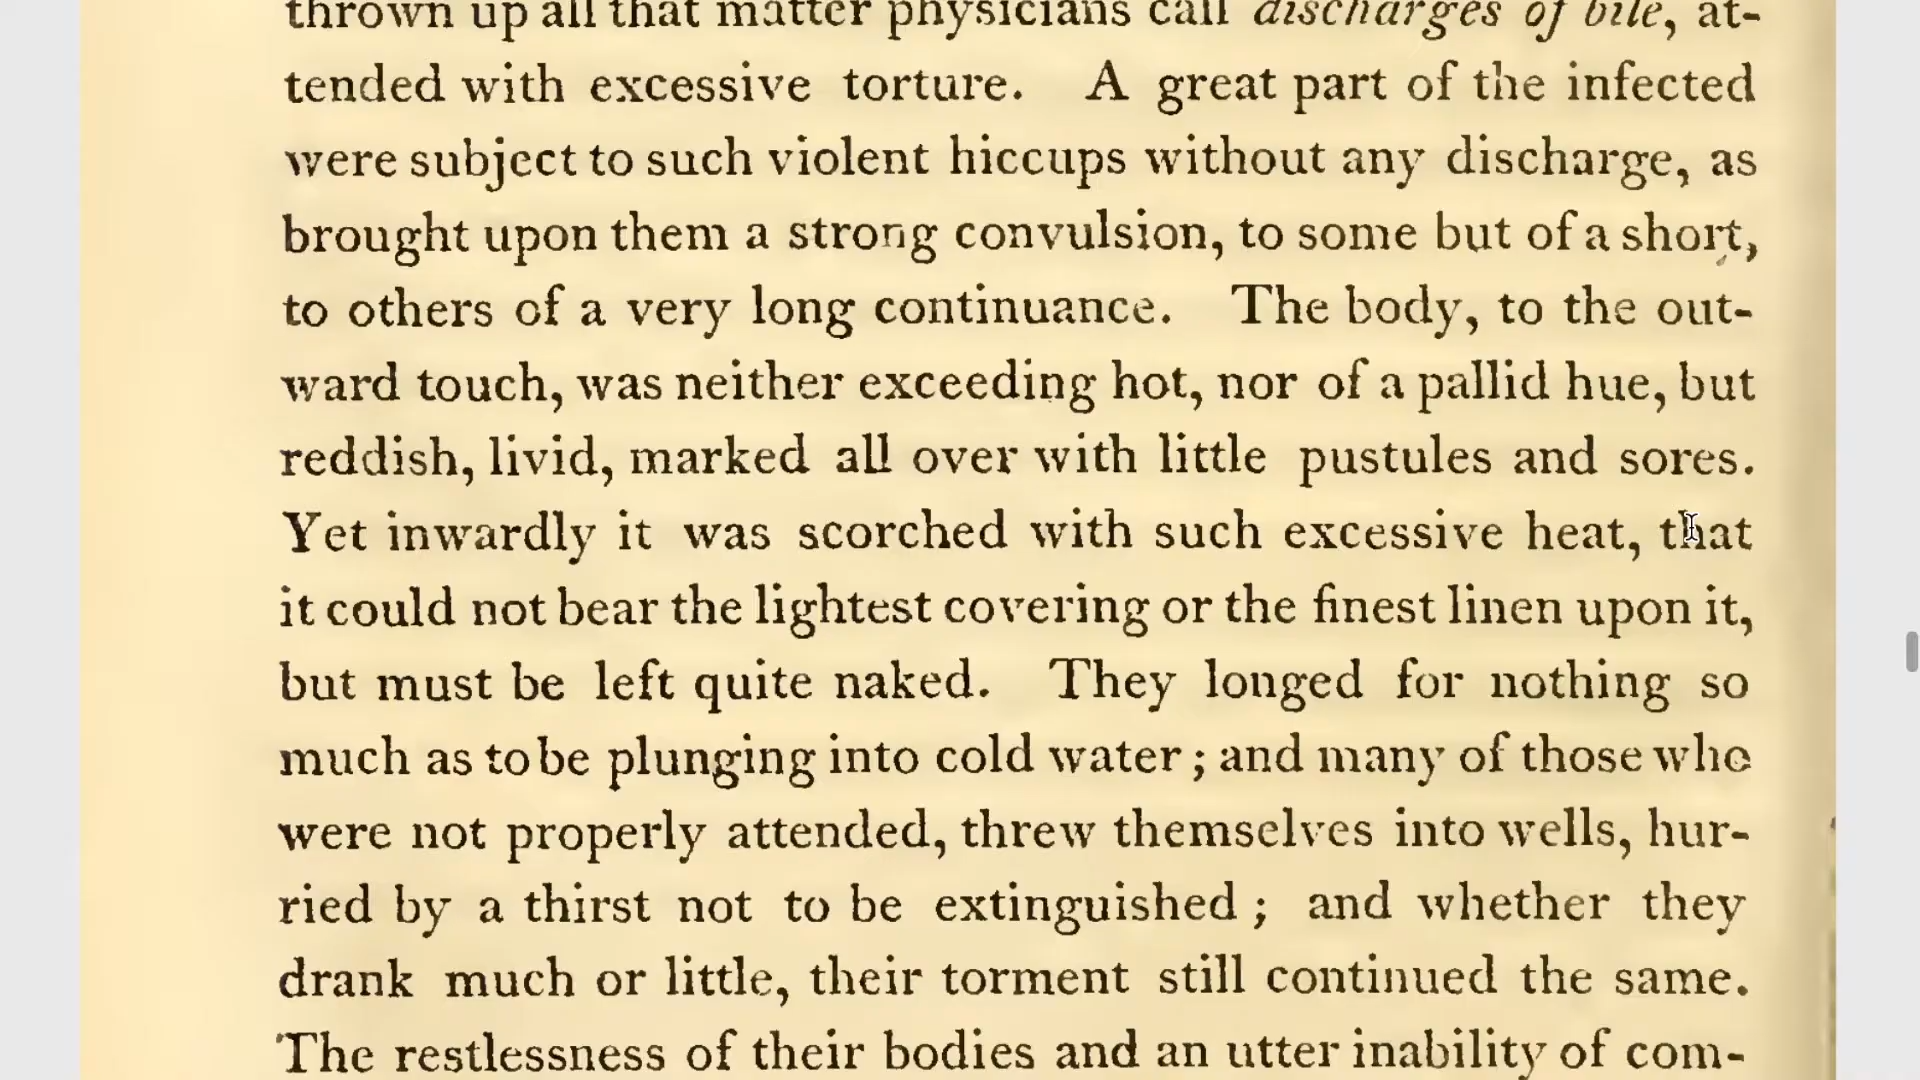 thrown up all that matter physicians call discharges of bile, at-
tended with excessive torture. A great part of the infected
were subject to such violent hiccups without any discharge, as
brought upon them a strong convulsion, to some but of a short,
to others of a very long continuance. The body, to the out-
ward touch, was neither exceeding hot, nor of a pallid hue, but
reddish, livid, marked all over with little pustules and sores.
Yet inwardly it was scorched with such excessive heat, that
it could not bear the lightest covering or the finest linen upon it,
but must be left quite naked. They longed for nothing so
much as to be plunging into cold water; and many of those who
were not properly attended, threw themselves into wells, hur-
ried by a thirst not to be extinguished; and whether they
drank much or little, their torment still continued the same.
The restlessness of their bodies and an utter inability of com-